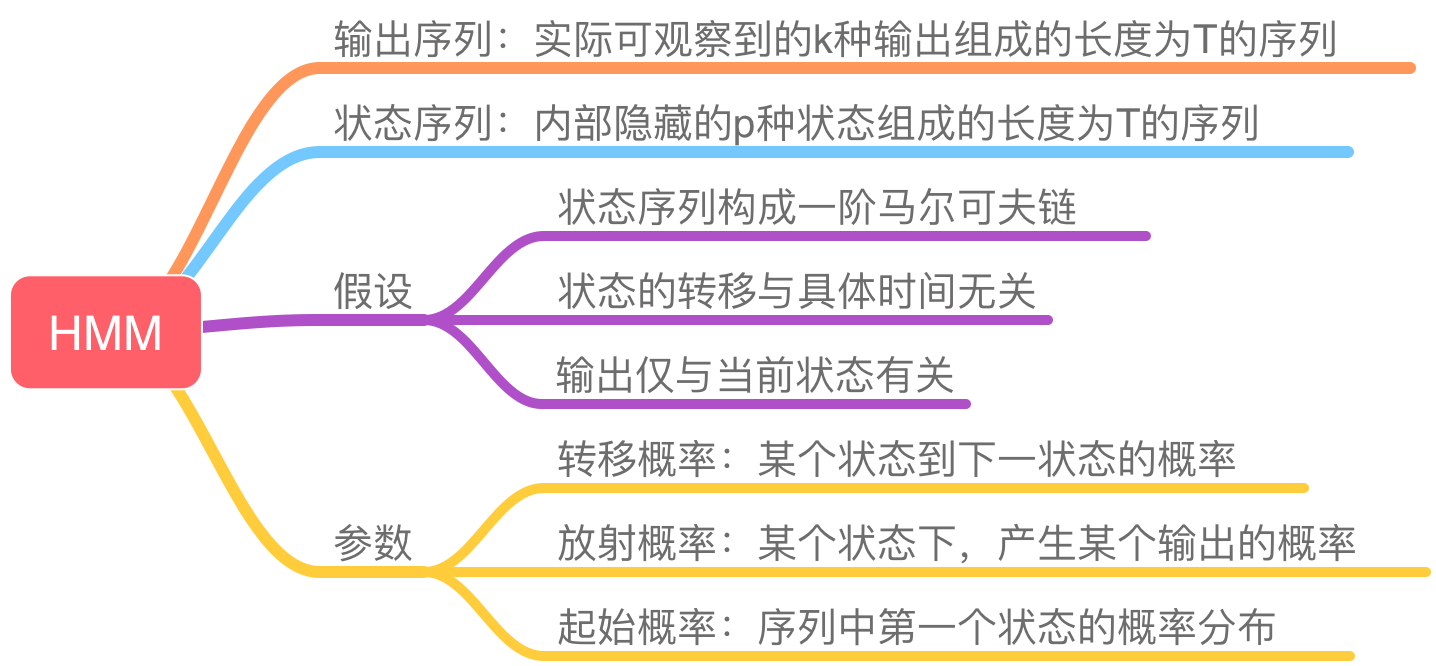 输出序列：实际可观察到的k种输出组成的长度为T的序列
状态序列：内部隐藏的p种状态组成的长度为T的序列
状态序列构成一阶马尔可夫链
假设
状态的转移与具体时间无关
HMM
输出仅与当前状态有关
转移概率：某个状态到下一状态的概率
参数
放射概率：某个状态下，产生某个输出的概率
起始概率：序列中第一个状态的概率分布